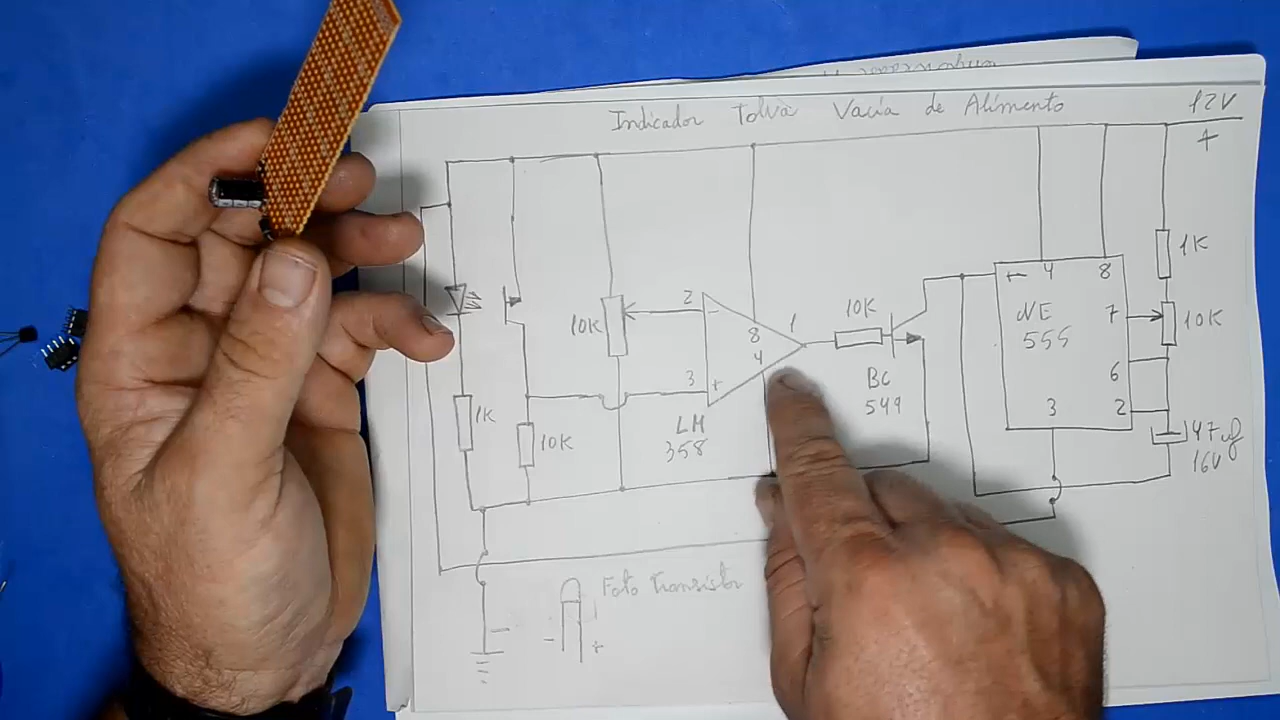 Indicador Tolva Vacia de Alimento
12V
+
10K
2
-
8
4
1
3
+
LM
358
10K
BC
549
1K
10K
4
8
NE
555
7
6
3
2
1K
10K
47uf
16V
Foto transistor
-
+
-